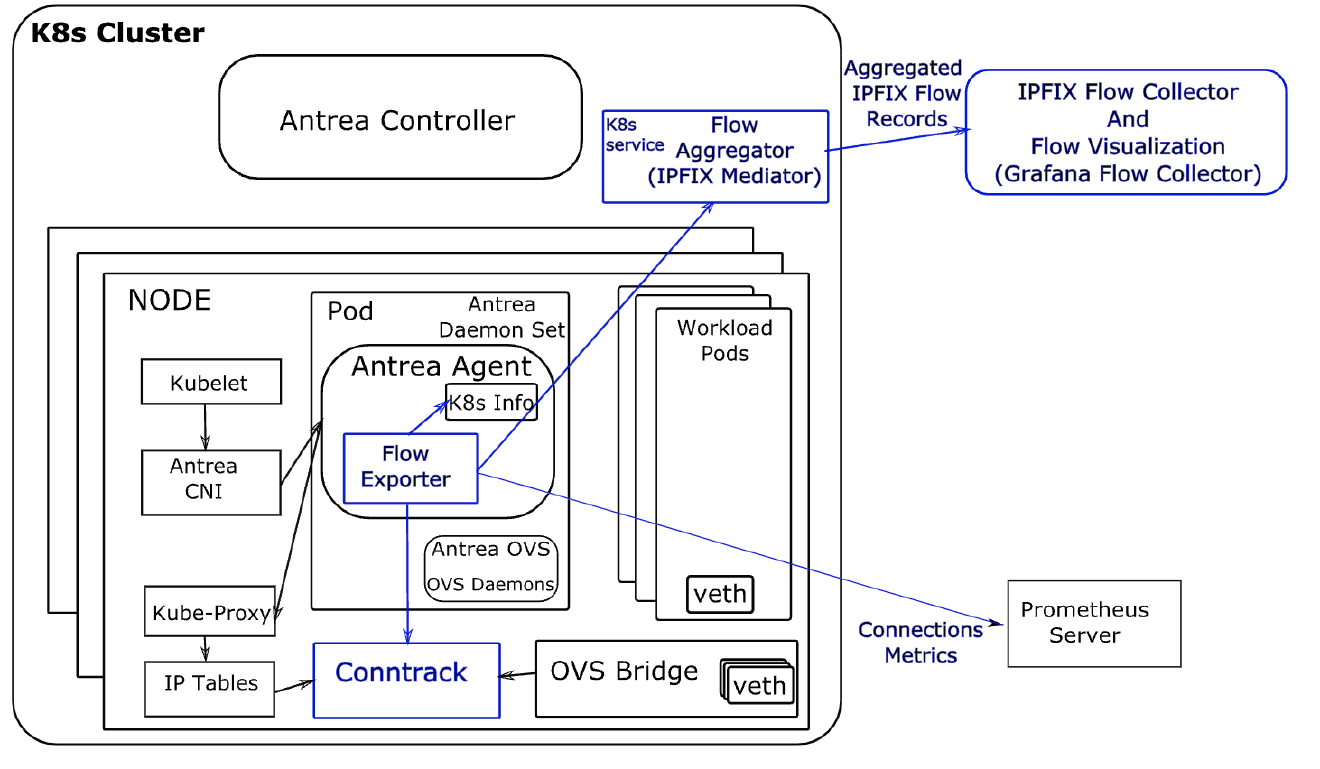 K8s Cluster
Antrea Controller
K8s
service
Flow
Aggregator
(IPFIX Mediator)
Aggregated
IPFIX Flow
Records
IPFIX Flow Collector
And
Flow Visualization
(Grafana Flow Collector)
NODE
Pod
Antrea
Daemon Set
Antrea Agent
K8s Info
Flow
Exporter
Antrea OVS
OVS Daemons
Kubelet
Antrea
CNI
Kube-Proxy
IP Tables
Conntrack
OVS Bridge
veth
Workload
Pods
veth
Connections
Metrics
Prometheus
Server